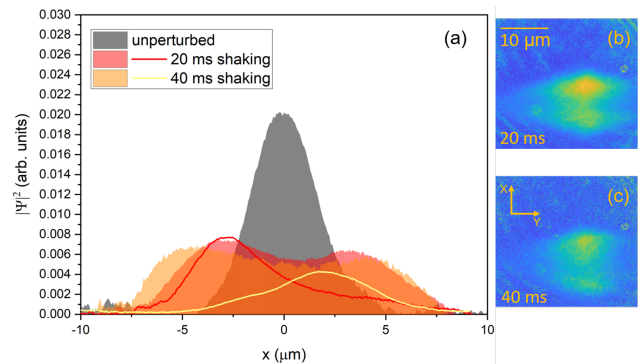 (a)
unperturbed
20 ms shaking
40 ms shaking
|Ψ|² (arb. units)
0.030
0.028
0.026
0.024
0.022
0.020
0.018
0.016
0.014
0.012
0.010
0.008
0.006
0.004
0.002
0.000
-10
-5
0
5
10
x (μm)
(b)
10 μm
20 ms
(c)
X
Y
40 ms